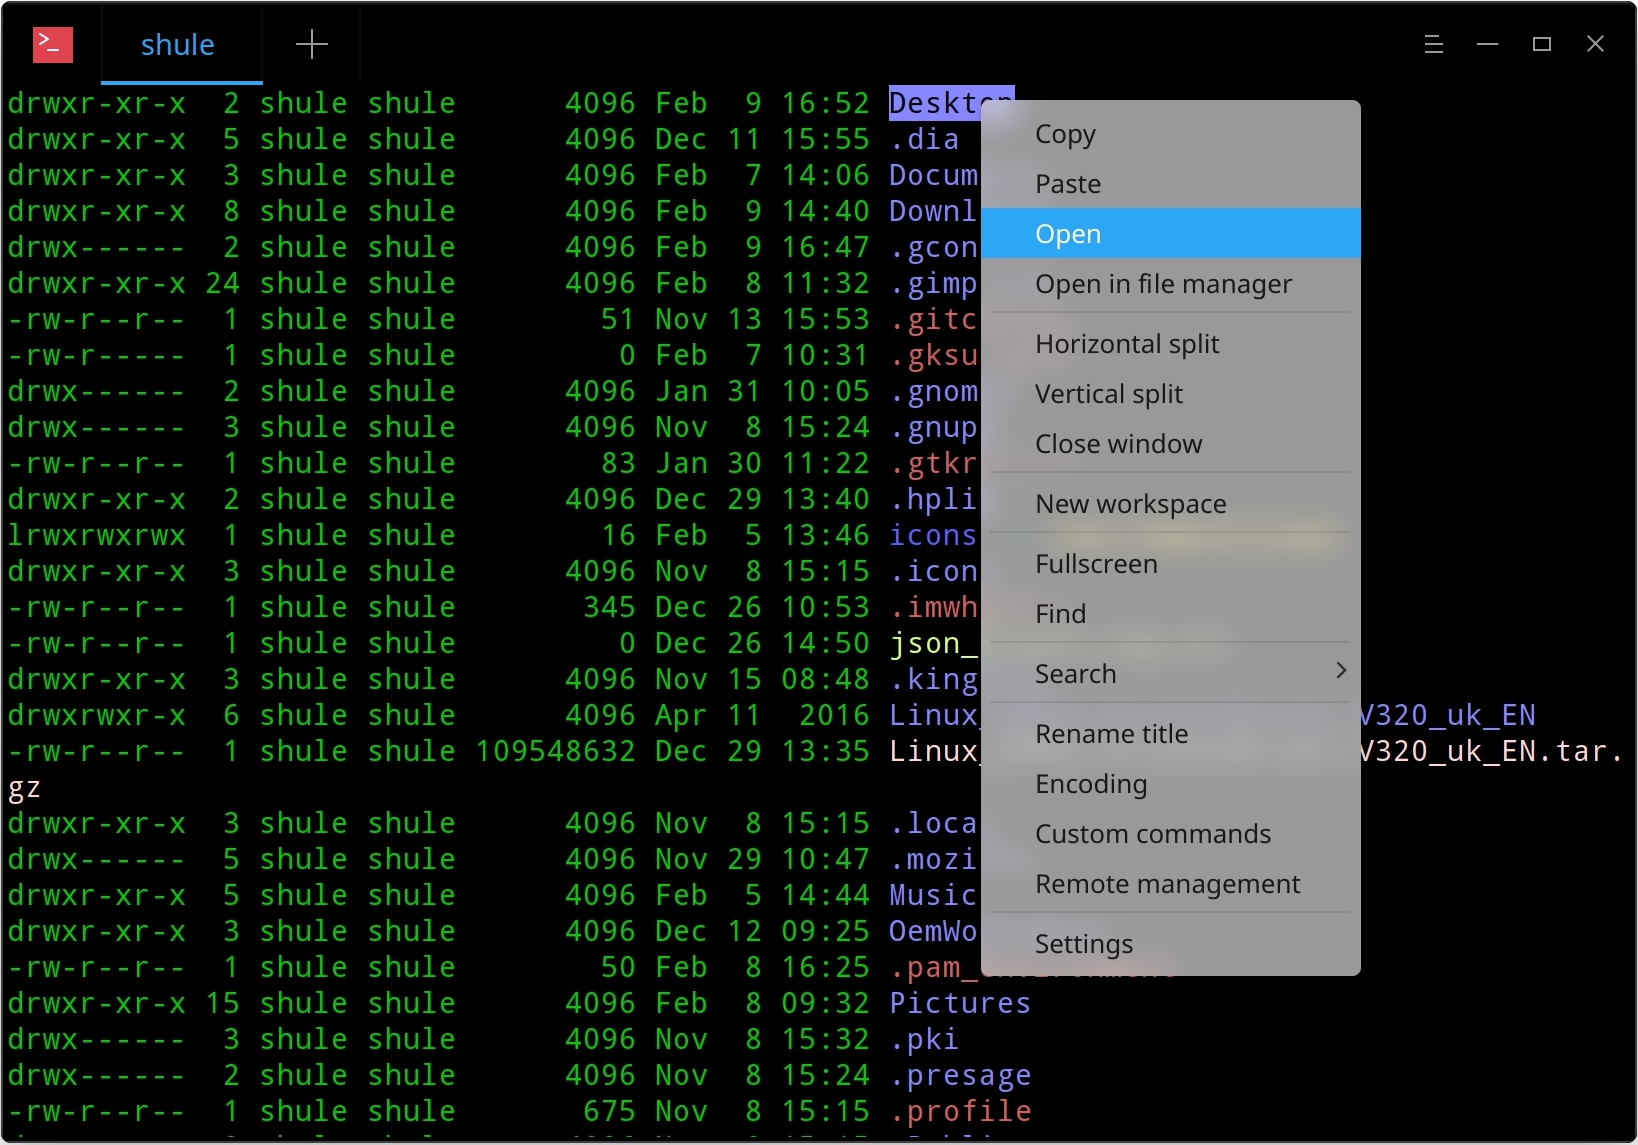 >_ shule
drwxr-xr-x 2 shule shule 4096 Feb 9 16:52 Desktop
drwxr-xr-x 5 shule shule 4096 Dec 11 15:55 .dia
drwxr-xr-x 3 shule shule 4096 Feb 7 14:06 Docum
drwxr-xr-x 8 shule shule 4096 Feb 9 14:40 Downl
drwx------ 2 shule shule 4096 Feb 9 16:47 .gcon
drwxr-xr-x 24 shule shule 4096 Feb 8 11:32 .gimp
-rw-r--r-- 1 shule shule 51 Nov 13 15:53 .gitc
-rw-r----- 1 shule shule 0 Feb 7 10:31 .gksu
drwx------ 2 shule shule 4096 Jan 31 10:05 .gnom
drwx------ 3 shule shule 4096 Nov 8 15:24 .gnup
-rw-r--r-- 1 shule shule 83 Jan 30 11:22 .gtkr
drwxr-xr-x 2 shule shule 4096 Dec 29 13:40 .hpli
lrwxrwxrwx 1 shule shule 16 Feb 5 13:46 icons
drwxr-xr-x 3 shule shule 4096 Nov 8 15:15 .icon
-rw-r--r-- 1 shule shule 345 Dec 26 10:53 .imwh
-rw-r--r-- 1 shule shule 0 Dec 26 14:50 json_
drwxr-xr-x 3 shule shule 4096 Nov 15 08:48 .king
drwxrwxr-x 6 shule shule 4096 Apr 11 2016 Linux_ V320_uk_EN
-rw-r--r-- 1 shule shule 109548632 Dec 29 13:35 Linux_ V320_uk_EN.tar.
gz
drwxr-xr-x 3 shule shule 4096 Nov 8 15:15 .loca
drwx------ 5 shule shule 4096 Nov 29 10:47 .mozi
drwxr-xr-x 5 shule shule 4096 Feb 5 14:44 Music
drwxr-xr-x 3 shule shule 4096 Dec 12 09:25 OemWo
-rw-r--r-- 1 shule shule 50 Feb 8 16:25 .pam_
drwxr-xr-x 15 shule shule 4096 Feb 8 09:32 Pictures
drwx------ 3 shule shule 4096 Nov 8 15:32 .pki
drwx------ 2 shule shule 4096 Nov 8 15:24 .presage
-rw-r--r-- 1 shule shule 675 Nov 8 15:15 .profile
Copy
Paste
Open
Open in file manager
Horizontal split
Vertical split
Close window
New workspace
Fullscreen
Find
Search
Rename title
Encoding
Custom commands
Remote management
Settings